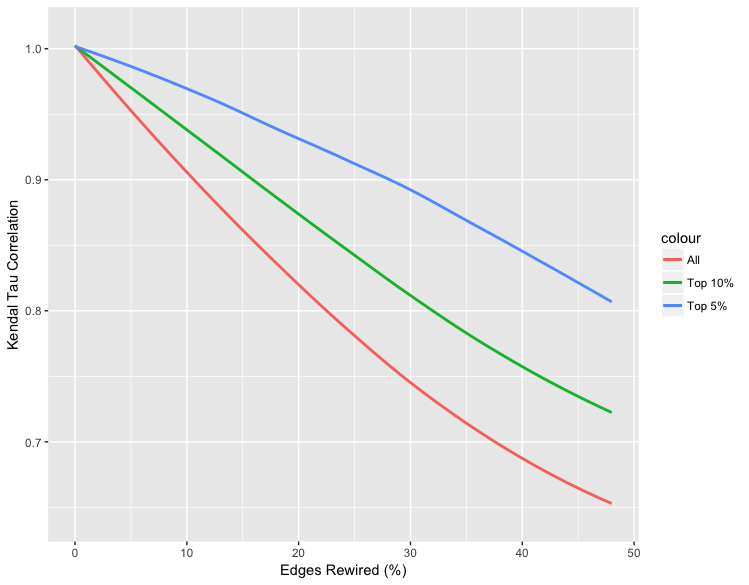 Kendal Tau Correlation
1.0
0.9
0.8
0.7
0
10
20
30
40
50
Edges Rewired (%)
colour
All
Top 10%
Top 5%